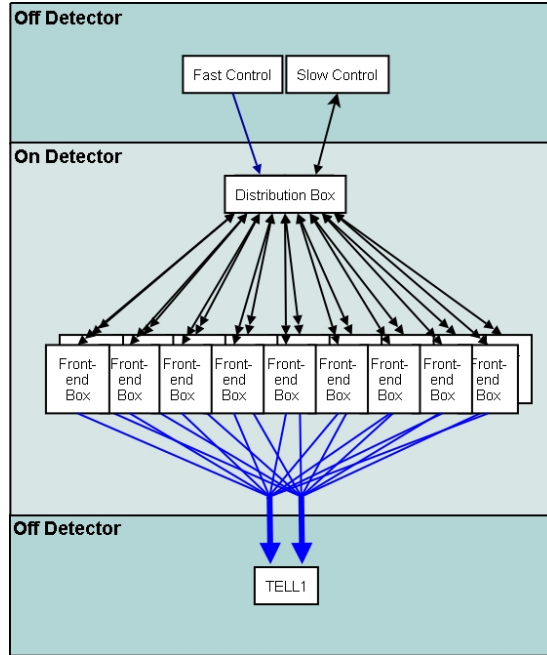 Off Detector
Fast Control
Slow Control
On Detector
Distribution Box
Front-
end
Box
Front-
end
Box
Front-
end
Box
Front-
end
Box
Front-
end
Box
Front-
end
Box
Front-
end
Box
Front-
end
Box
Front-
end
Box
Off Detector
TELL1